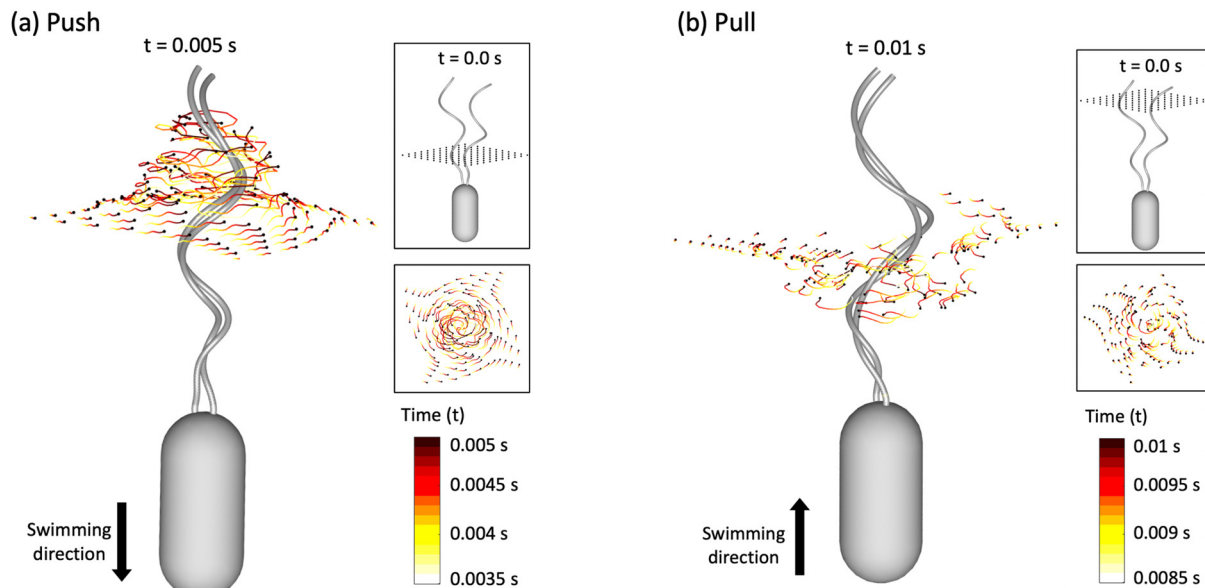 (a) Push
t = 0.005 s
t = 0.0 s
Time (t)
0.005 s
0.0045 s
0.004 s
0.0035 s
Swimming
direction
(b) Pull
t = 0.01 s
t = 0.0 s
Time (t)
0.01 s
0.0095 s
0.009 s
0.0085 s
Swimming
direction